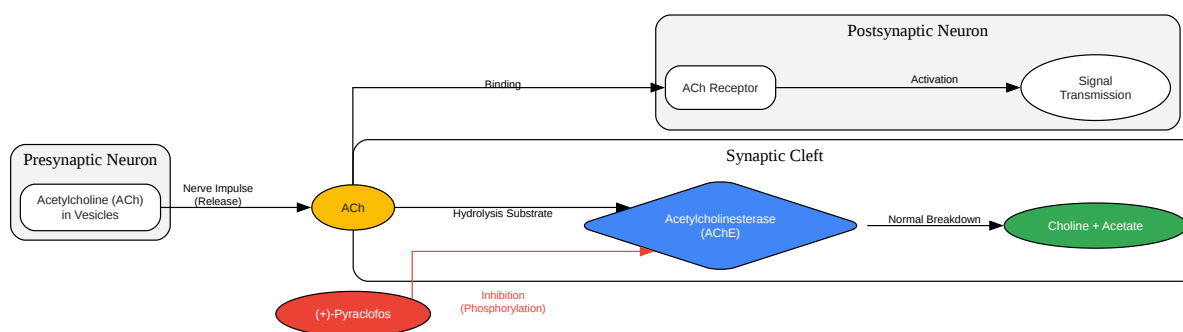 Postsynaptic Neuron
ACh Receptor
Activation
Signal
Transmission
Binding
Presynaptic Neuron
Acetylcholine (ACh)
in Vesicles
Nerve Impulse
(Release)
Synaptic Cleft
ACh
Hydrolysis Substrate
Acetylcholinesterase
(AChE)
Normal Breakdown
Choline + Acetate
(+)-Pyraclofos
Inhibition
(Phosphorylation)